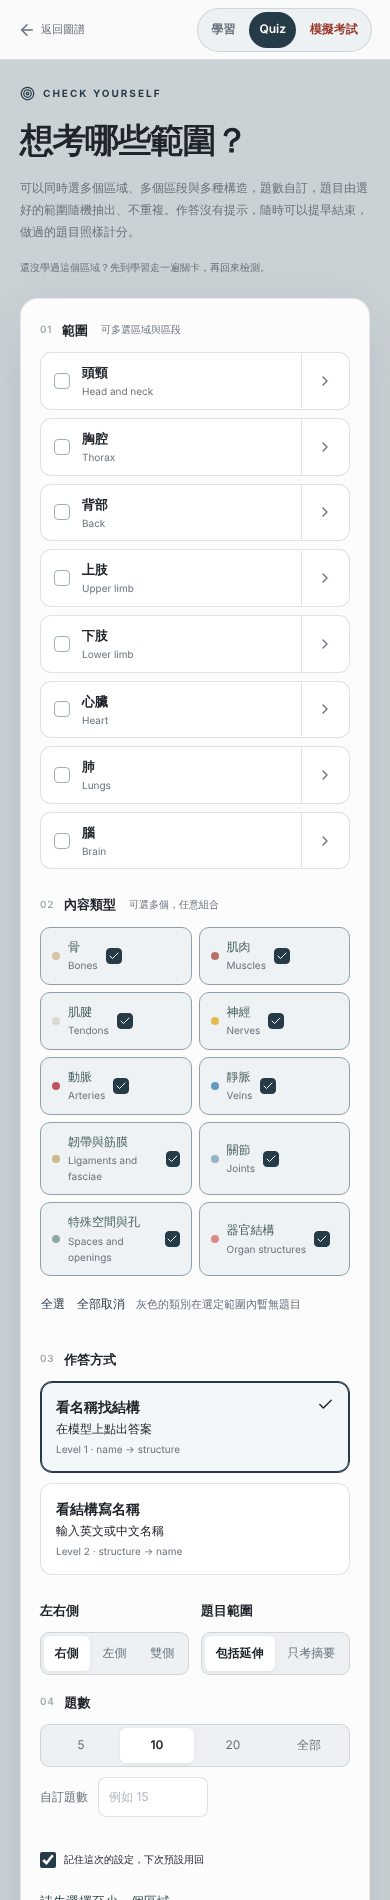 返回圖譜
學習
Quiz
模擬考試
CHECK YOURSELF
想考哪些範圍？
可以同時選多個區域、多個區段與多種構造，題數自訂，題目由選
好的範圍隨機抽出、不重複。作答沒有提示，隨時可以提早結束，
做過的題目照樣計分。
還沒學過這個區域？先到學習走一遍關卡，再回來檢測。
01 範圍 可多選區域與區段
頭頸
Head and neck
胸腔
Thorax
背部
Back
上肢
Upper limb
下肢
Lower limb
心臟
Heart
肺
Lungs
腦
Brain
02 內容類型 可選多個，任意組合
骨
Bones
肌肉
Muscles
肌腱
Tendons
神經
Nerves
動脈
Arteries
靜脈
Veins
韌帶與筋膜
Ligaments and
fasciae
關節
Joints
特殊空間與孔
Spaces and
openings
器官結構
Organ structures
全選 全部取消 灰色的類別在選定範圍內暫無題目
03 作答方式
看名稱找結構
在模型上點出答案
Level 1 · name → structure
看結構寫名稱
輸入英文或中文名稱
Level 2 · structure → name
左右側
右側 左側 雙側
題目範圍
包括延伸 只考摘要
04 題數
5 10 20 全部
自訂題數 例如 15
記住這次的設定，下次預設用回
請先選擇至少一個區域